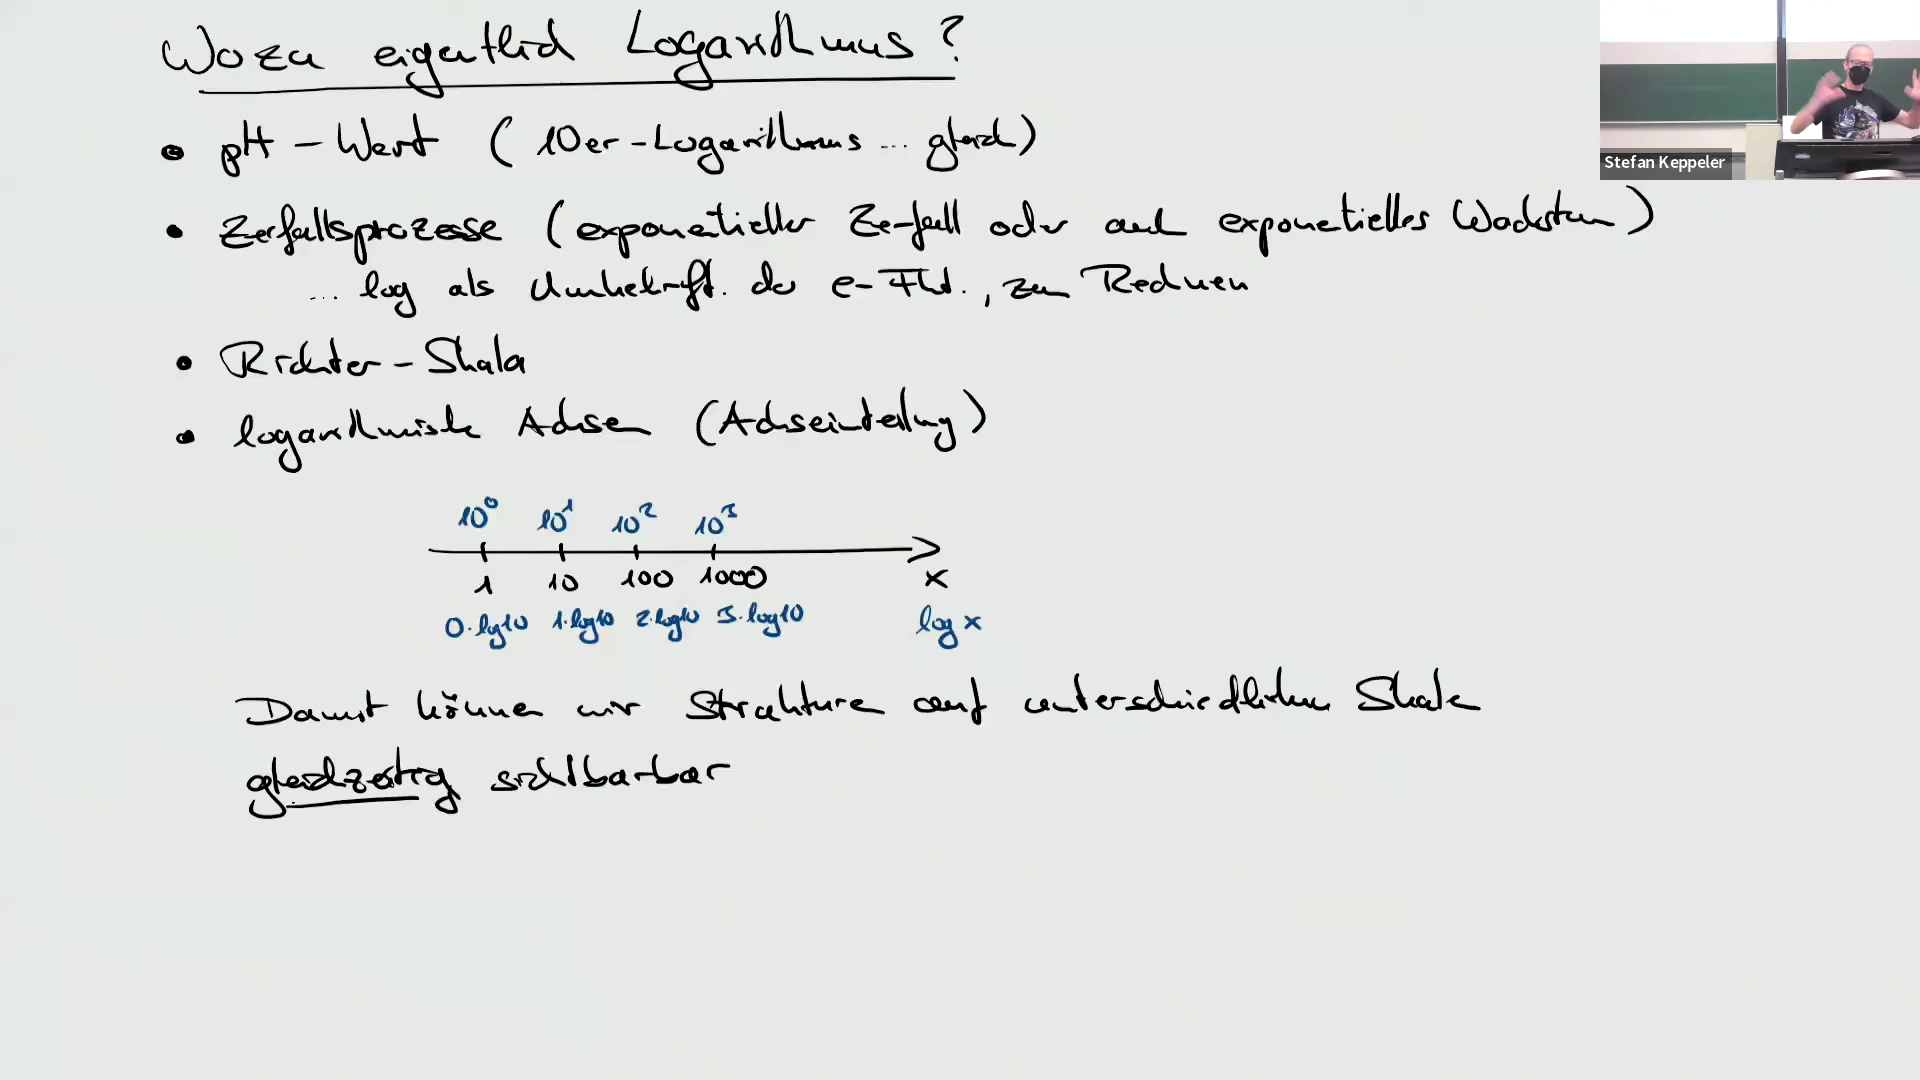 Wozu eigentlich Logarithmus?
• pH-Wert (10er-Logarithmus ... gleich)
Stefan Keppeler
• Zerfallsprozesse (exponentieller Zerfall oder auch exponentielles Wachstum)
... log als Umkehrfkt. der e-Fkt., zum Rechnen
• Richter-Skala
• logarithmische Achsen (Achseinteilung)
10⁰ 10¹ 10² 10³
1 10 100 1000 x
0·log10 1·log10 2·log10 3·log10 log x
Damit können wir Strukturen auf unterschiedlichen Skalen
gleichzeitig sichtbarbar